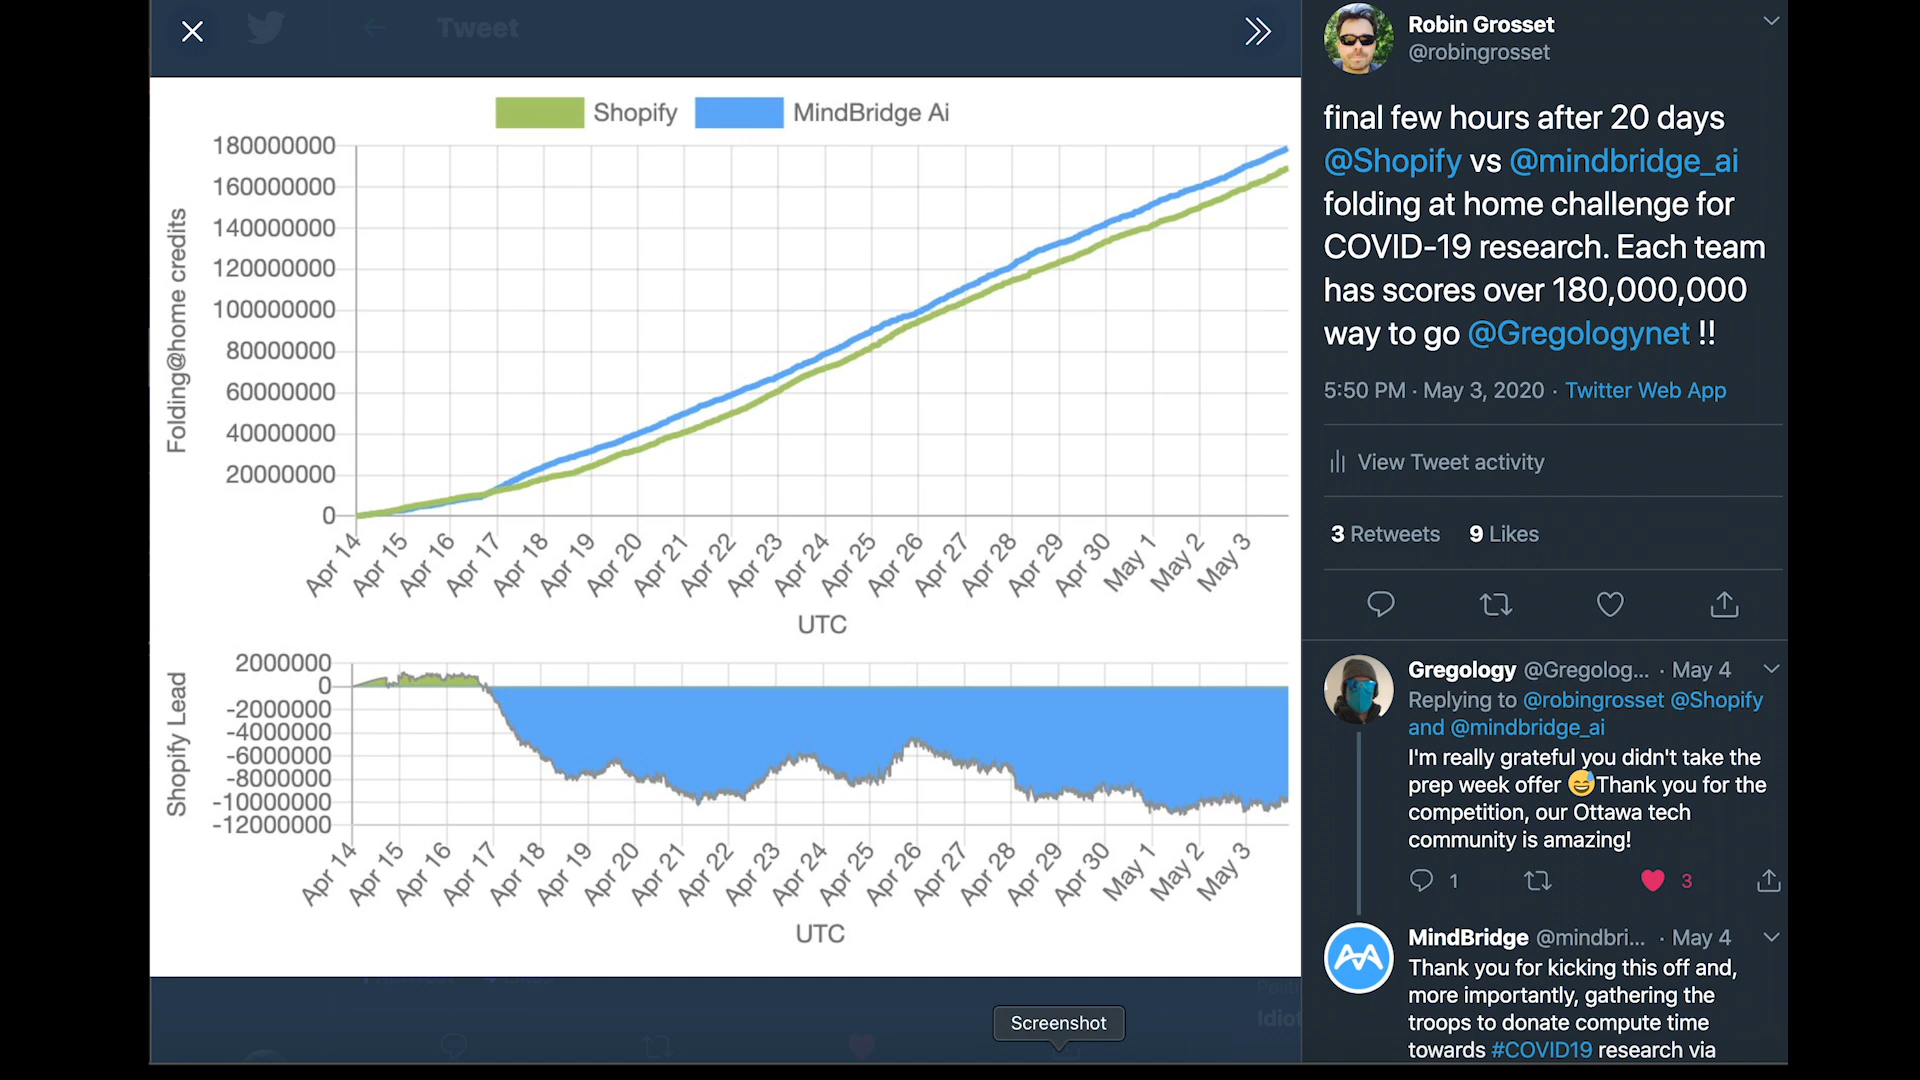 Tweet
Shopify
MindBridge Ai
180000000
160000000
140000000
120000000
100000000
80000000
60000000
40000000
20000000
0
Folding@home credits
Apr 14
Apr 15
Apr 16
Apr 17
Apr 18
Apr 19
Apr 20
Apr 21
Apr 22
Apr 23
Apr 24
Apr 25
Apr 26
Apr 27
Apr 28
Apr 29
Apr 30
May 1
May 2
May 3
UTC
2000000
0
-2000000
-4000000
-6000000
-8000000
-10000000
-12000000
Shopify Lead
Apr 14
Apr 15
Apr 16
Apr 17
Apr 18
Apr 19
Apr 20
Apr 21
Apr 22
Apr 23
Apr 24
Apr 25
Apr 26
Apr 27
Apr 28
Apr 29
Apr 30
May 1
May 2
May 3
UTC
Screenshot
Robin Grosset
@robingrosset
final few hours after 20 days
@Shopify vs @mindbridge_ai
folding at home challenge for
COVID-19 research. Each team
has scores over 180,000,000
way to go @Gregologynet !!
5:50 PM · May 3, 2020 · Twitter Web App
View Tweet activity
3 Retweets 9 Likes
Gregology @Gregolog... · May 4
Replying to @robingrosset @Shopify
and @mindbridge_ai
I'm really grateful you didn't take the
prep week offer 😅Thank you for the
competition, our Ottawa tech
community is amazing!
1 3
MindBridge @mindbri... · May 4
Thank you for kicking this off and,
more importantly, gathering the
troops to donate compute time
towards #COVID19 research via